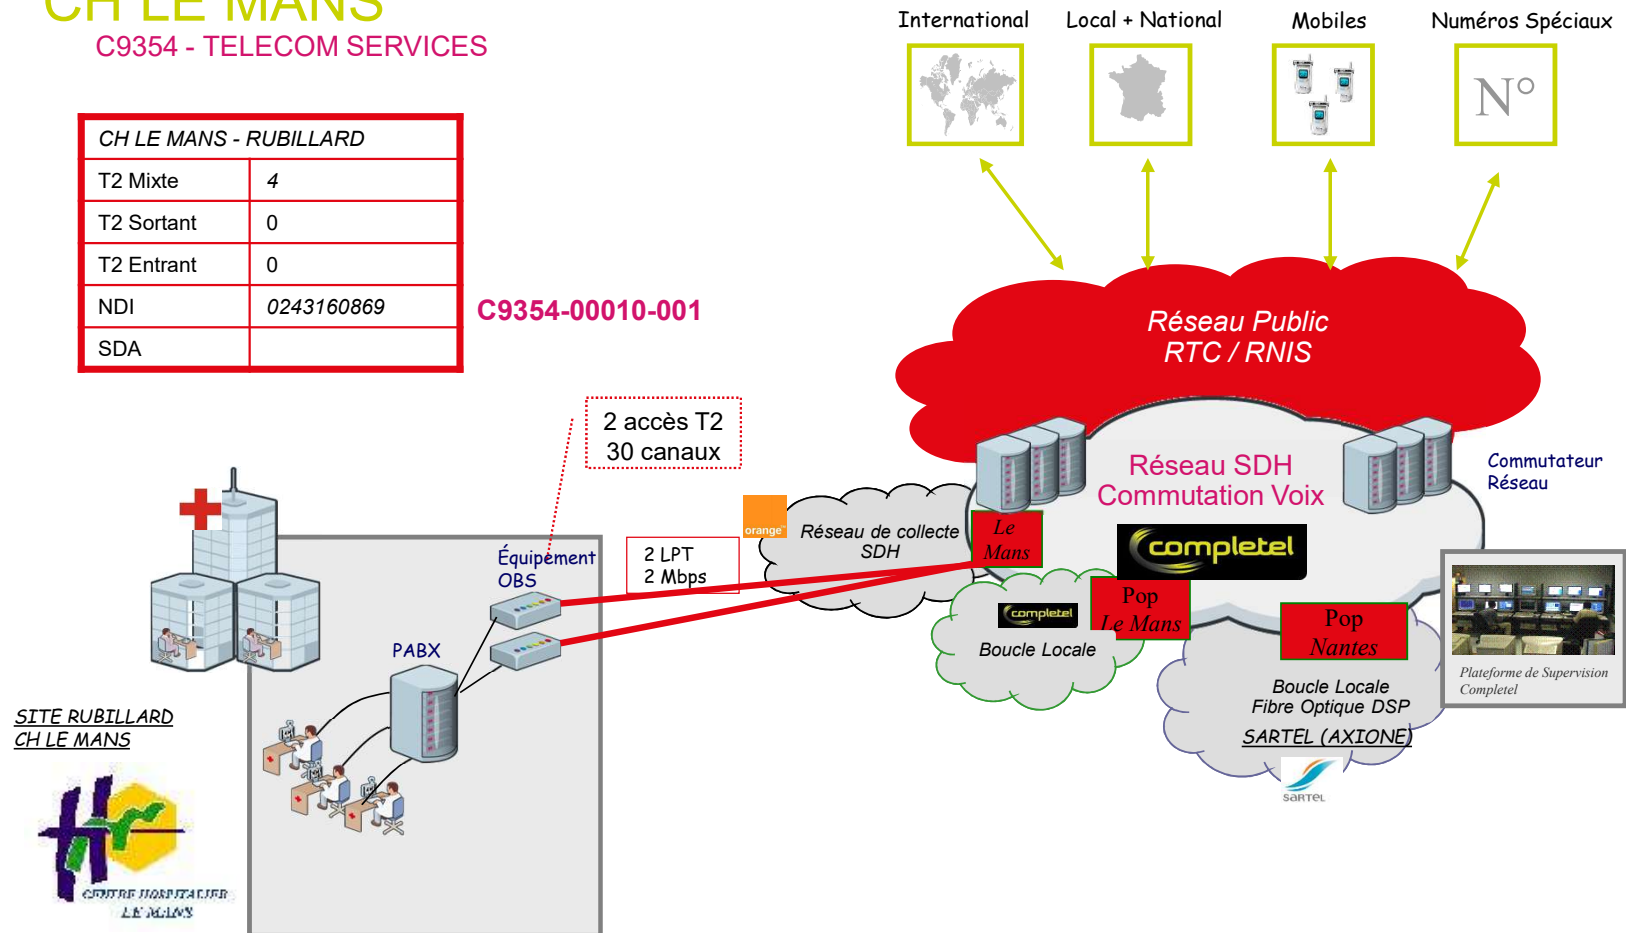 CH LE MANS
C9354 - TELECOM SERVICES
International
Local + National
Mobiles
Numéros Spéciaux
N°
CH LE MANS - RUBILLARD
T2 Mixte 4
T2 Sortant 0
T2 Entrant 0
NDI 0243160869
SDA
C9354-00010-001
Réseau Public
RTC / RNIS
2 accès T2
30 canaux
Réseau SDH
Commutation Voix
Commutateur
Réseau
orange
Réseau de collecte
SDH
Le
Mans
completel
Équipement
OBS
2 LPT
2 Mbps
completel
Pop
Le Mans
Boucle Locale
Pop
Nantes
PABX
Plateforme de Supervision
Completel
Boucle Locale
Fibre Optique DSP
SARTEL (AXIONE)
SARTEL
SITE RUBILLARD
CH LE MANS
CENTRE HOSPITALIER
LE MANS